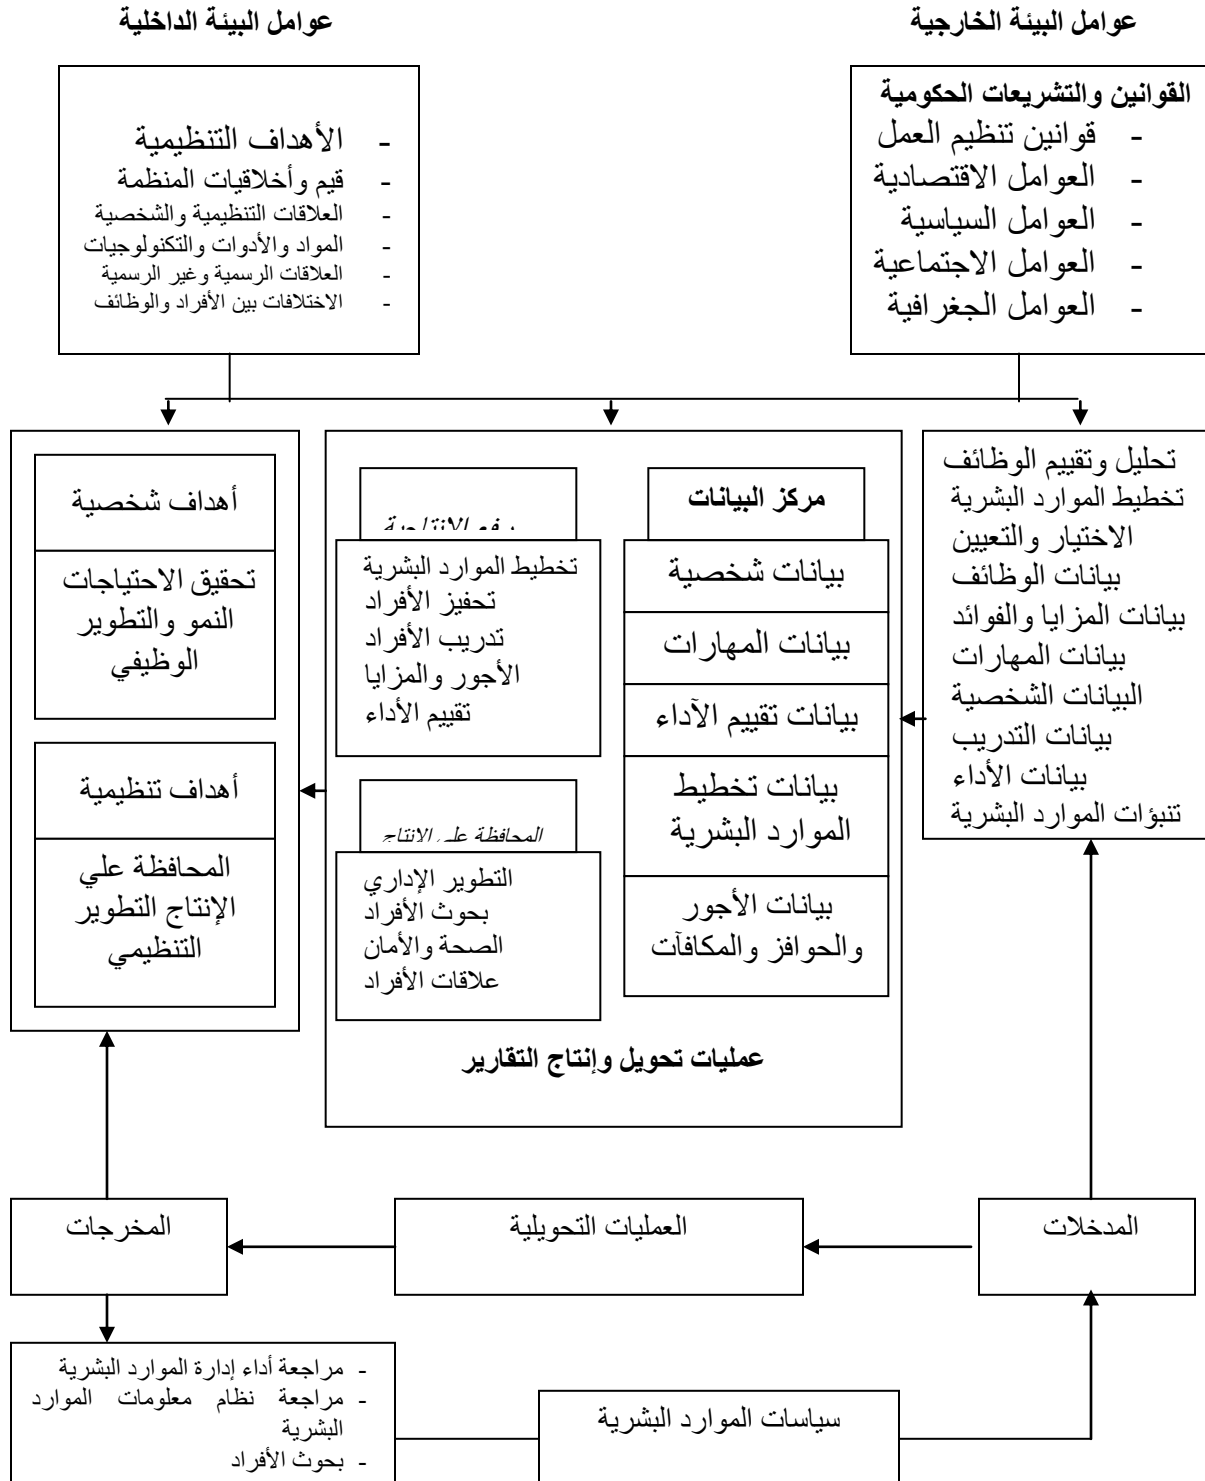 عوامل البيئة الخارجية
عوامل البيئة الداخلية
القوانين والتشريعات الحكومية
- قوانين تنظيم العمل
- العوامل الاقتصادية
- العوامل السياسية
- العوامل الاجتماعية
- العوامل الجغرافية
- الأهداف التنظيمية
- قيم وأخلاقيات المنظمة
- العلاقات التنظيمية والشخصية
- المواد والأدوات والتكنولوجيات
- العلاقات الرسمية وغير الرسمية
- الاختلافات بين الأفراد والوظائف
تحليل وتقييم الوظائف
تخطيط الموارد البشرية
الاختيار والتعيين
بيانات الوظائف
بيانات المزايا والفوائد
بيانات المهارات
البيانات الشخصية
بيانات التدريب
بيانات الأداء
تنبؤات الموارد البشرية
مركز البيانات
بيانات شخصية
بيانات المهارات
بيانات تقييم الآداء
بيانات تخطيط
الموارد البشرية
بيانات الأجور
والحوافز والمكافآت
رفع الإنتاجية
تخطيط الموارد البشرية
تحفيز الأفراد
تدريب الأفراد
الأجور والمزايا
تقييم الأداء
المحافظة على الإنتاج
التطوير الإداري
بحوث الأفراد
الصحة والأمان
علاقات الأفراد
عمليات تحويل وإنتاج التقارير
أهداف شخصية
تحقيق الاحتياجات
النمو والتطوير
الوظيفي
أهداف تنظيمية
المحافظة علي
الإنتاج التطوير
التنظيمي
المدخلات
العمليات التحويلية
المخرجات
- مراجعة أداء إدارة الموارد البشرية
- مراجعة نظام معلومات الموارد
البشرية
- بحوث الأفراد
سياسات الموارد البشرية